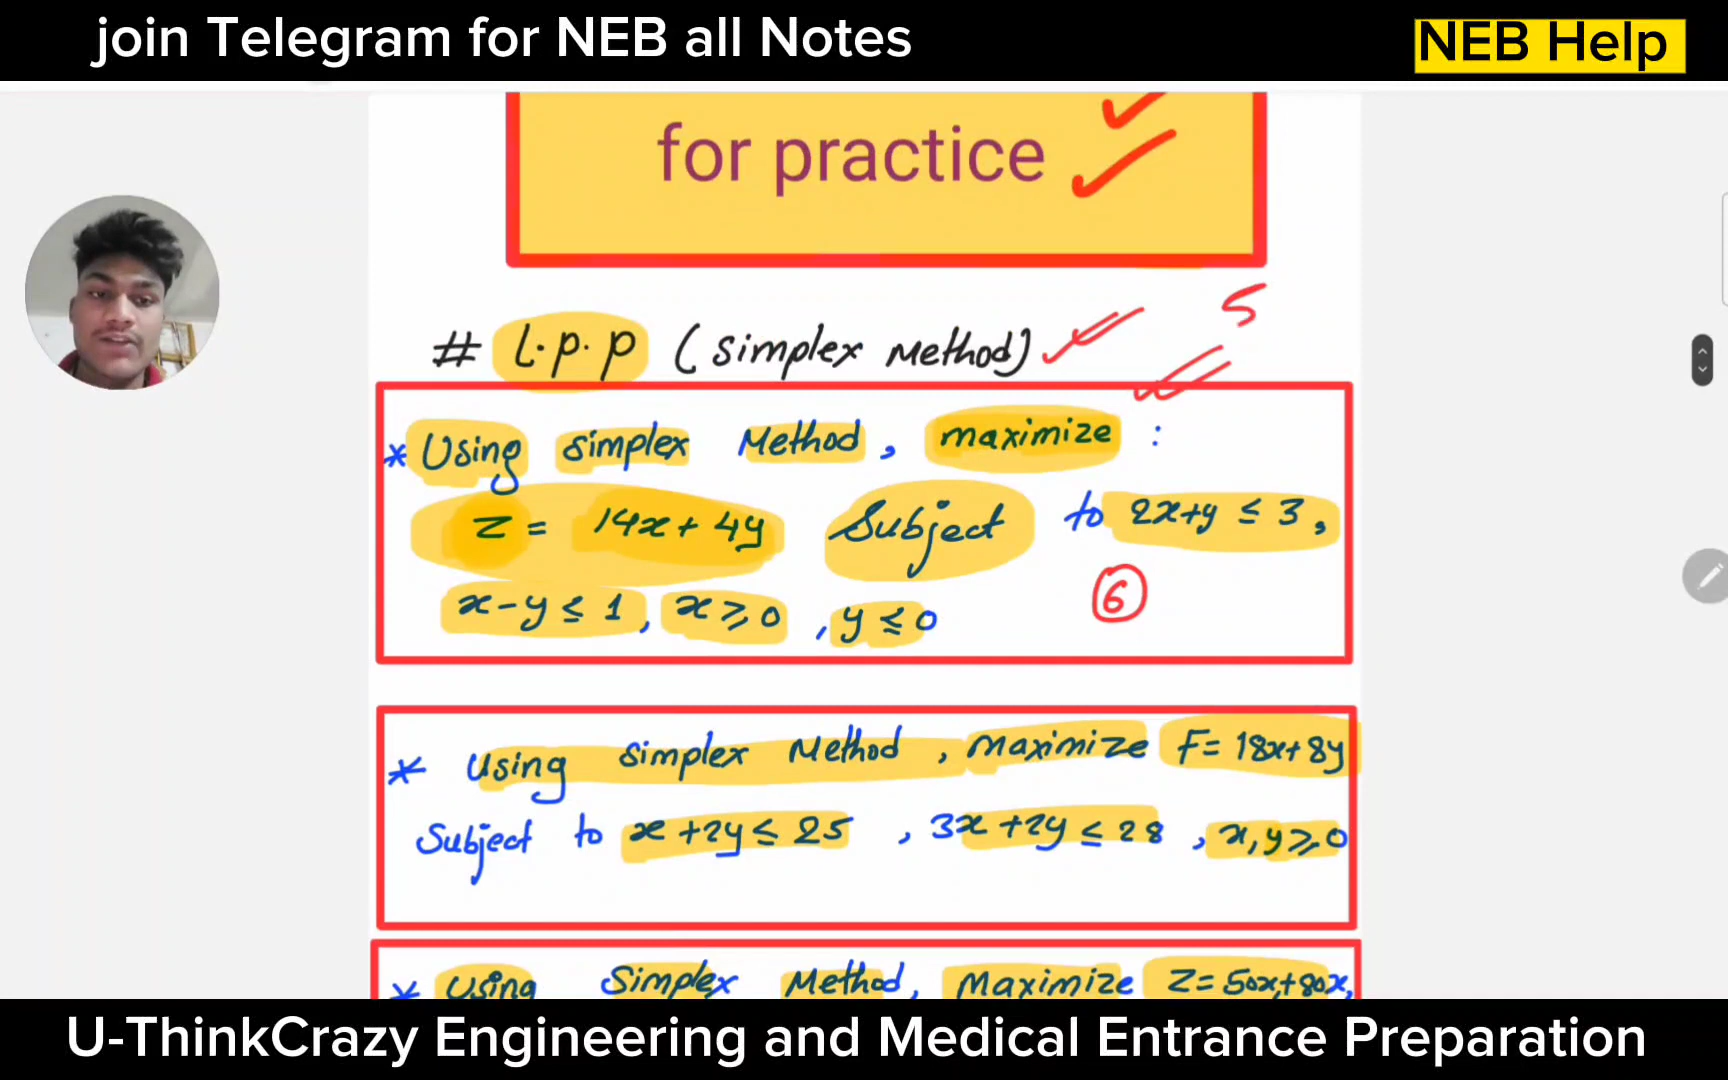 join Telegram for NEB all Notes
NEB Help
for practice
5
# L.P.P (Simplex Method)
* Using Simplex Method, maximize :
Z = 14x + 4y Subject to 2x+y ≤ 3,
x-y ≤ 1, x ≥ 0, y ≤ 0
6
* Using Simplex Method, Maximize F= 18x+8y
Subject to x +2y ≤ 25, 3x +2y ≤ 28, x,y ≥ 0
* Using Simplex Method, Maximize Z= 50x,+80x,
U-ThinkCrazy Engineering and Medical Entrance Preparation